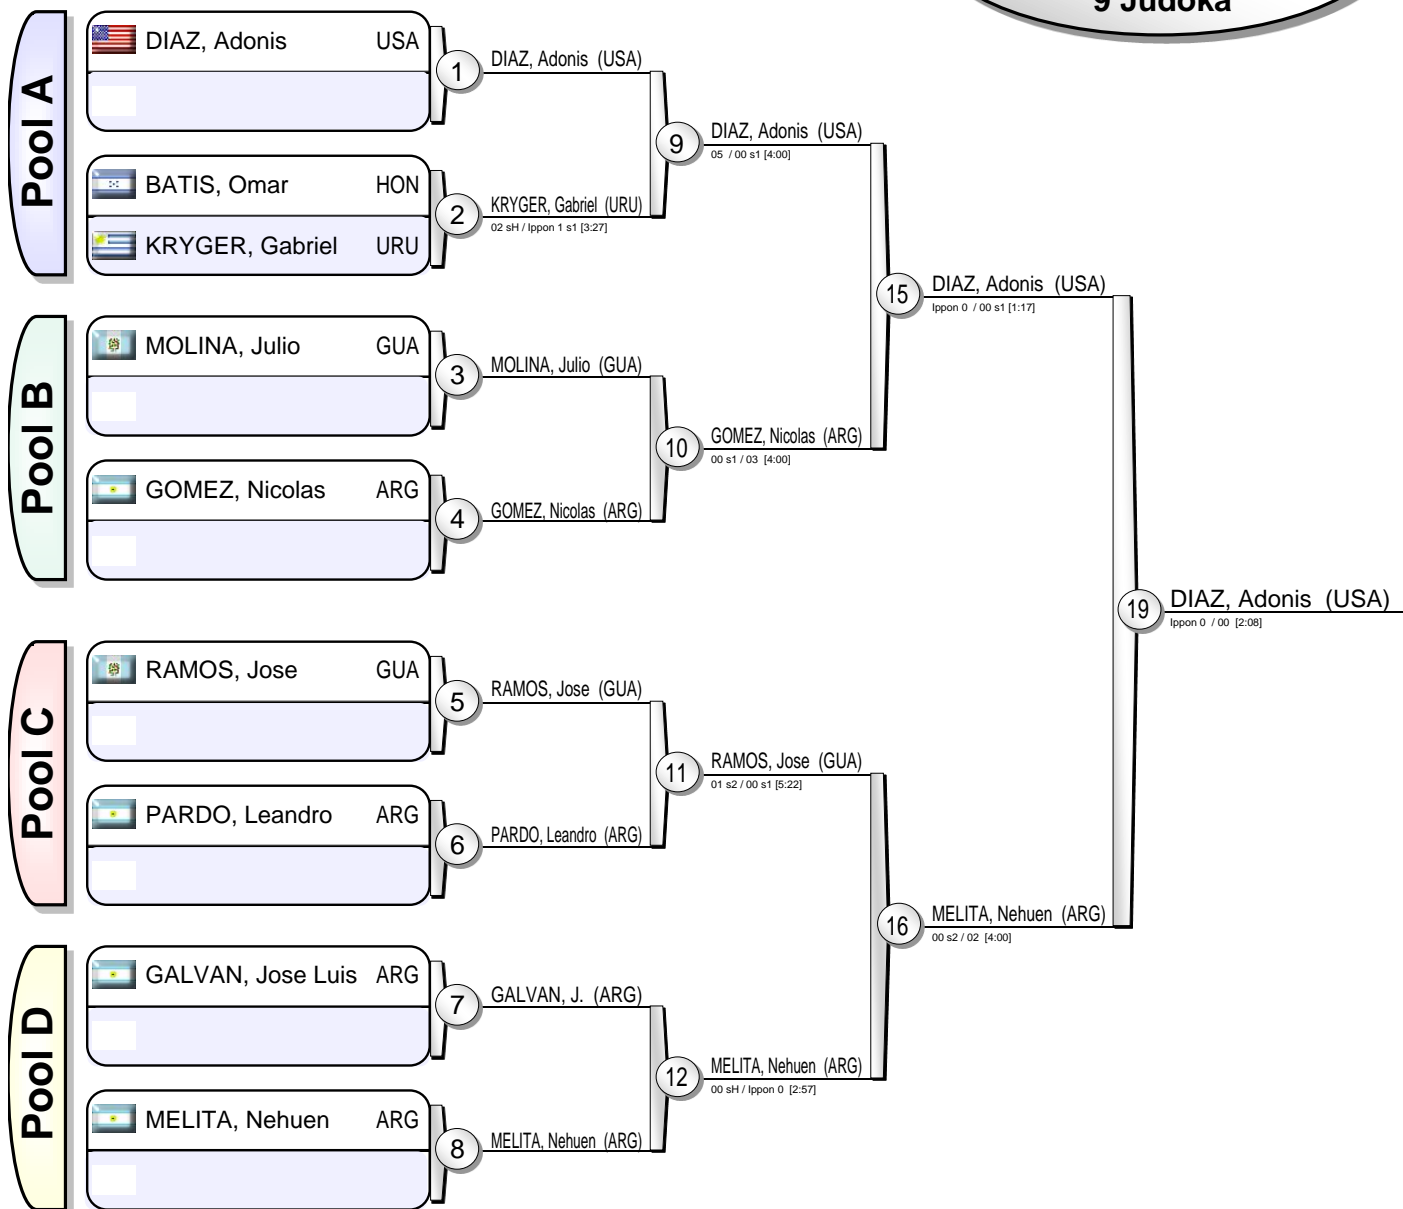 9 Judoka
Pool A
DIAZ, Adonis USA
BATIS, Omar HON
KRYGER, Gabriel URU
Pool B
MOLINA, Julio GUA
GOMEZ, Nicolas ARG
Pool C
RAMOS, Jose GUA
PARDO, Leandro ARG
Pool D
GALVAN, Jose Luis ARG
MELITA, Nehuen ARG
1
DIAZ, Adonis (USA)
2
KRYGER, Gabriel (URU)
02 sH / Ippon 1 s1 [3:27]
3
MOLINA, Julio (GUA)
4
GOMEZ, Nicolas (ARG)
5
RAMOS, Jose (GUA)
6
PARDO, Leandro (ARG)
7
GALVAN, J. (ARG)
8
MELITA, Nehuen (ARG)
9
DIAZ, Adonis (USA)
05 / 00 s1 [4:00]
10
GOMEZ, Nicolas (ARG)
00 s1 / 03 [4:00]
11
RAMOS, Jose (GUA)
01 s2 / 00 s1 [5:22]
12
MELITA, Nehuen (ARG)
00 sH / Ippon 0 [2:57]
15
DIAZ, Adonis (USA)
Ippon 0 / 00 s1 [1:17]
16
MELITA, Nehuen (ARG)
00 s2 / 02 [4:00]
19
DIAZ, Adonis (USA)
Ippon 0 / 00 [2:08]